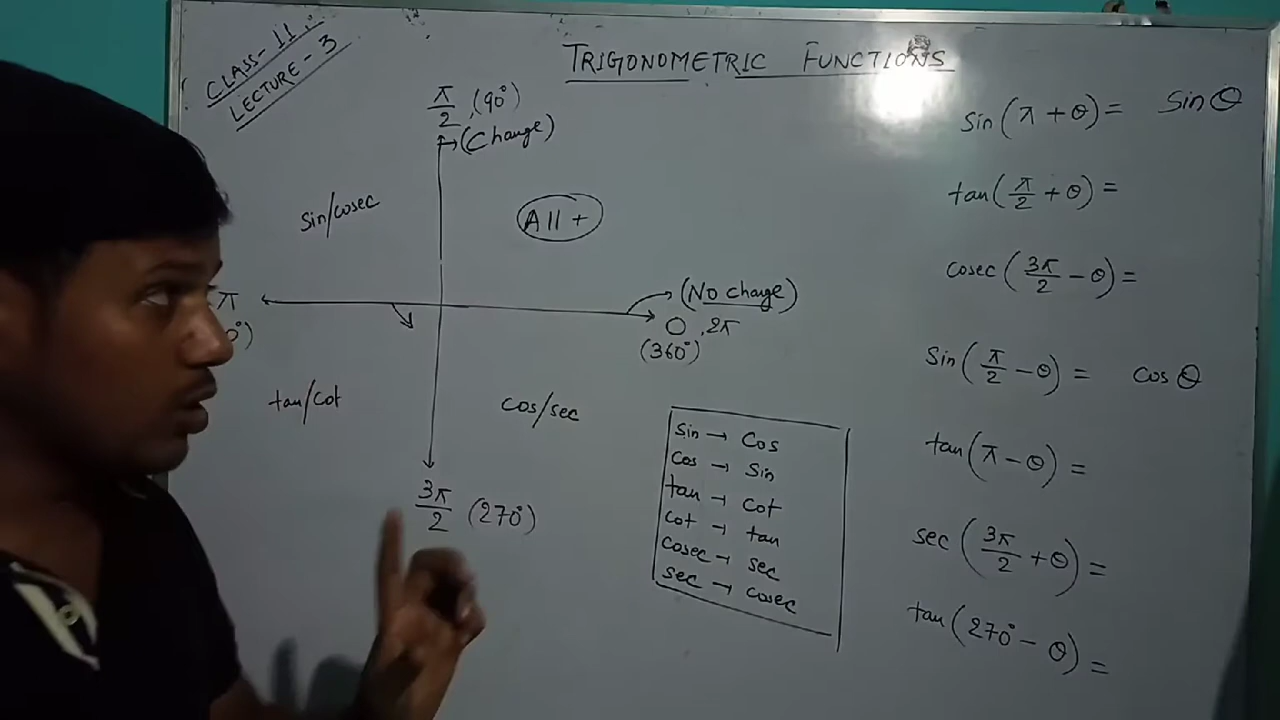 CLASS-11
LECTURE-3
TRIGONOMETRIC FUNCTIONS
π/2, (90°)
(Change)
sin/cosec
All +
π
0°)
(No change)
0, 2π
(360°)
tan/cot
cos/sec
3π/2 (270°)
sin → cos
cos → sin
tan → cot
cot → tan
cosec → sec
sec → cosec
sin(π + θ) = sin θ
tan(π/2 + θ) =
cosec(3π/2 - θ) =
sin(π/2 - θ) = cos θ
tan(π - θ) =
sec(3π/2 + θ) =
tan(270° - θ) =